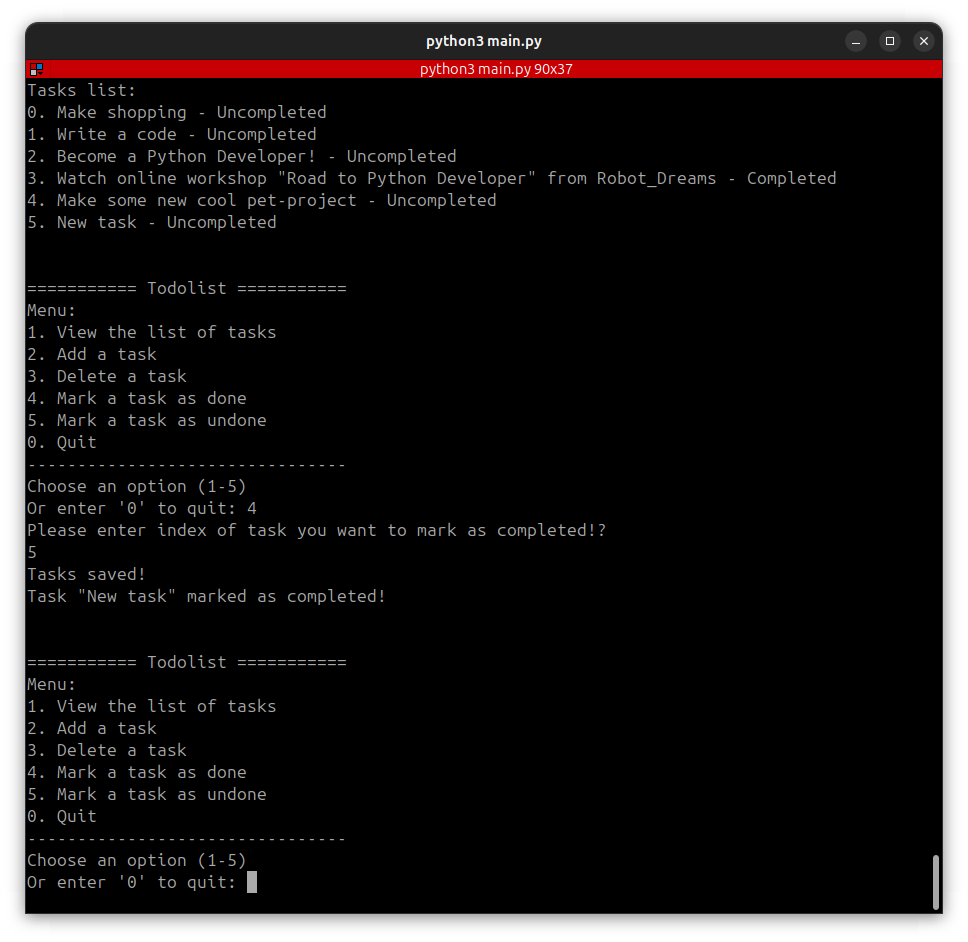 python3 main.py
python3 main.py 90x37
Tasks list:
0. Make shopping - Uncompleted
1. Write a code - Uncompleted
2. Become a Python Developer! - Uncompleted
3. Watch online workshop "Road to Python Developer" from Robot_Dreams - Completed
4. Make some new cool pet-project - Uncompleted
5. New task - Uncompleted
=========== Todolist ===========
Menu:
1. View the list of tasks
2. Add a task
3. Delete a task
4. Mark a task as done
5. Mark a task as undone
0. Quit
--------------------------------
Choose an option (1-5)
Or enter '0' to quit: 4
Please enter index of task you want to mark as completed!?
5
Tasks saved!
Task "New task" marked as completed!
=========== Todolist ===========
Menu:
1. View the list of tasks
2. Add a task
3. Delete a task
4. Mark a task as done
5. Mark a task as undone
0. Quit
--------------------------------
Choose an option (1-5)
Or enter '0' to quit: